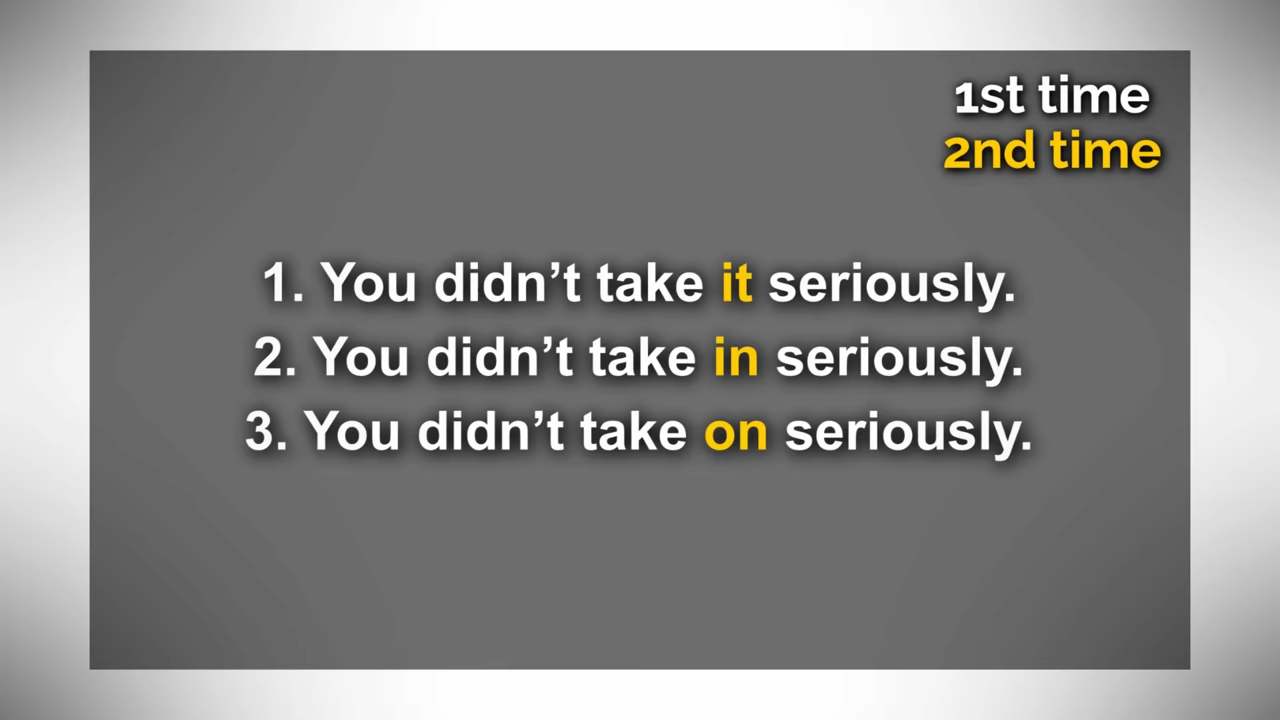 1st time
2nd time
1. You didn’t take it seriously.
2. You didn’t take in seriously.
3. You didn’t take on seriously.